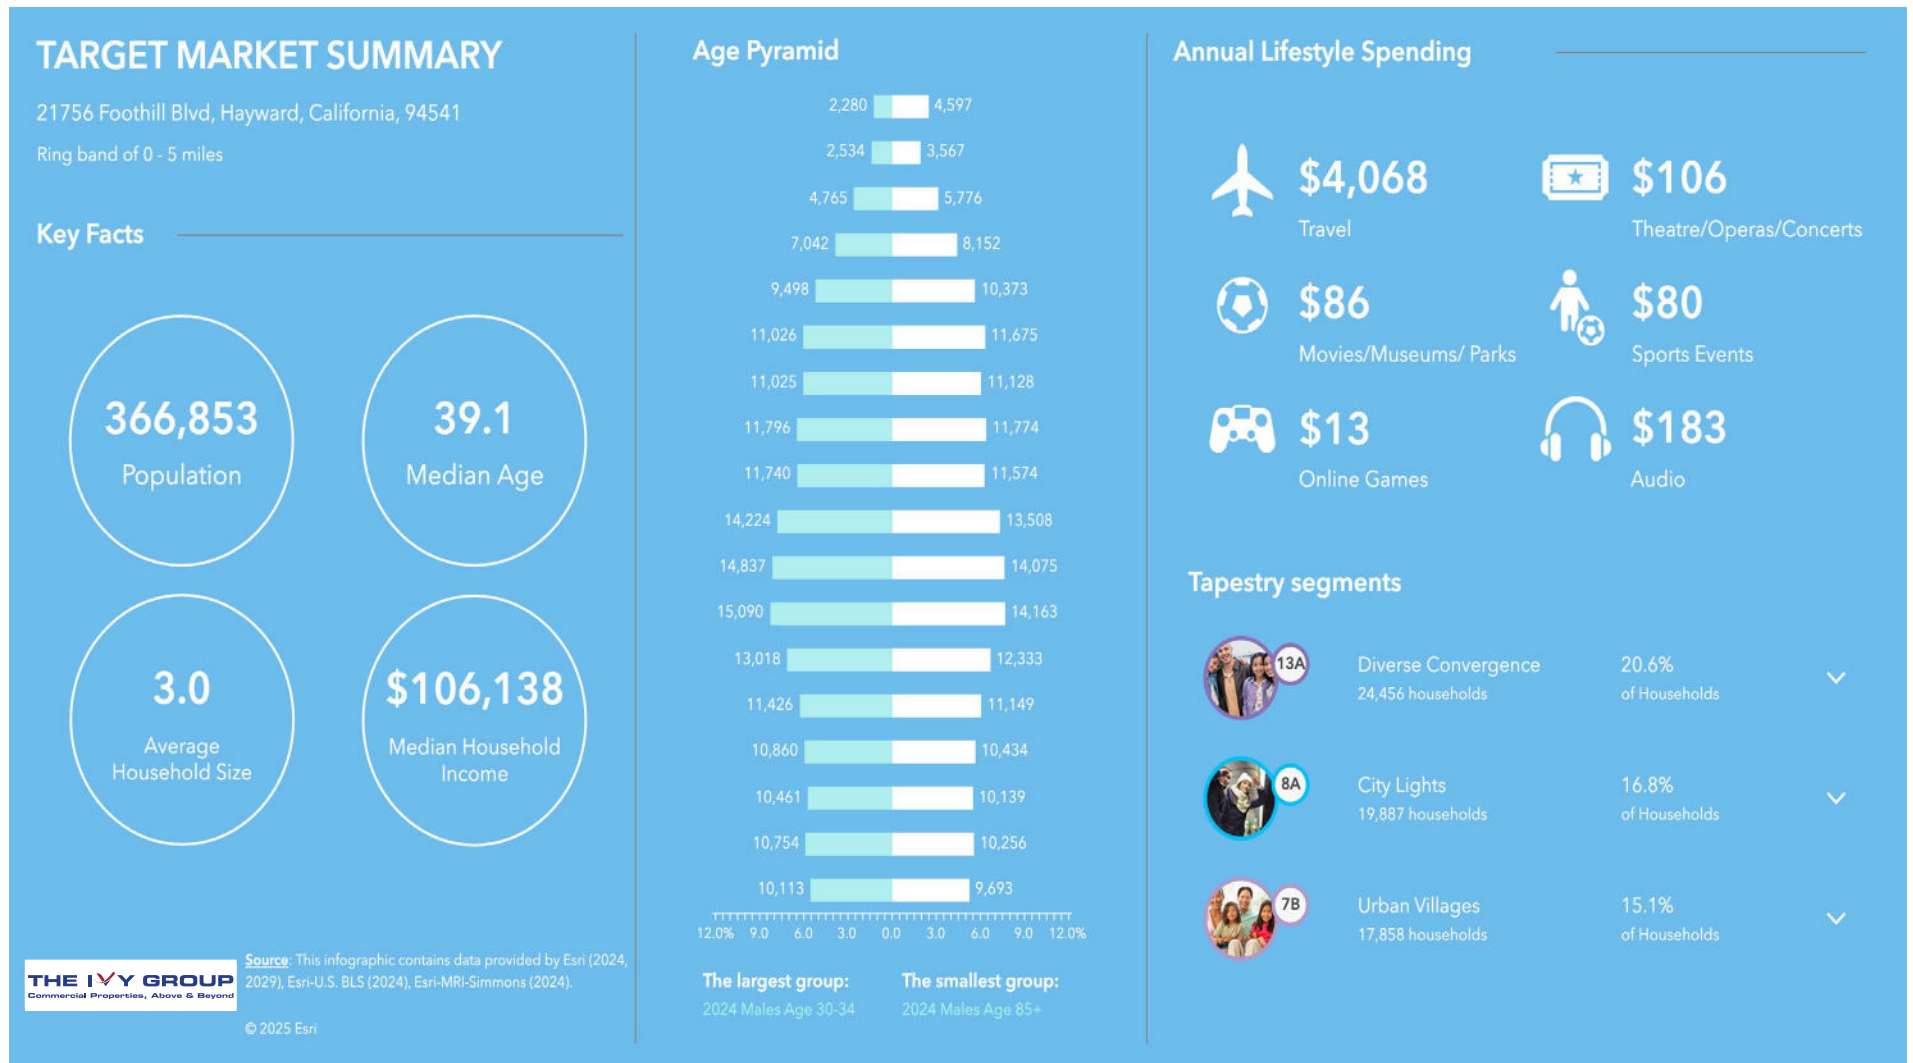 TARGET MARKET SUMMARY
21756 Foothill Blvd, Hayward, California, 94541
Ring band of 0 - 5 miles
Key Facts
366,853
Population
39.1
Median Age
3.0
Average
Household Size
$106,138
Median Household
Income
THE IVY GROUP
Commercial Properties, Above & Beyond
Source: This infographic contains data provided by Esri (2024,
2029), Esri-U.S. BLS (2024), Esri-MRI-Simmons (2024).
© 2025 Esri
Age Pyramid
2,280 4,597
2,534 3,567
4,765 5,776
7,042 8,152
9,498 10,373
11,026 11,675
11,025 11,128
11,796 11,774
11,740 11,574
14,224 13,508
14,837 14,075
15,090 14,163
13,018 12,333
11,426 11,149
10,860 10,434
10,461 10,139
10,754 10,256
10,113 9,693
12.0% 9.0 6.0 3.0 0.0 3.0 6.0 9.0 12.0%
The largest group: The smallest group:
2024 Males Age 30-34 2024 Males Age 85+
Annual Lifestyle Spending
$4,068
Travel
$106
Theatre/Operas/Concerts
$86
Movies/Museums/ Parks
$80
Sports Events
$13
Online Games
$183
Audio
Tapestry segments
13A
Diverse Convergence 20.6%
24,456 households of Households
8A
City Lights 16.8%
19,887 households of Households
7B
Urban Villages 15.1%
17,858 households of Households